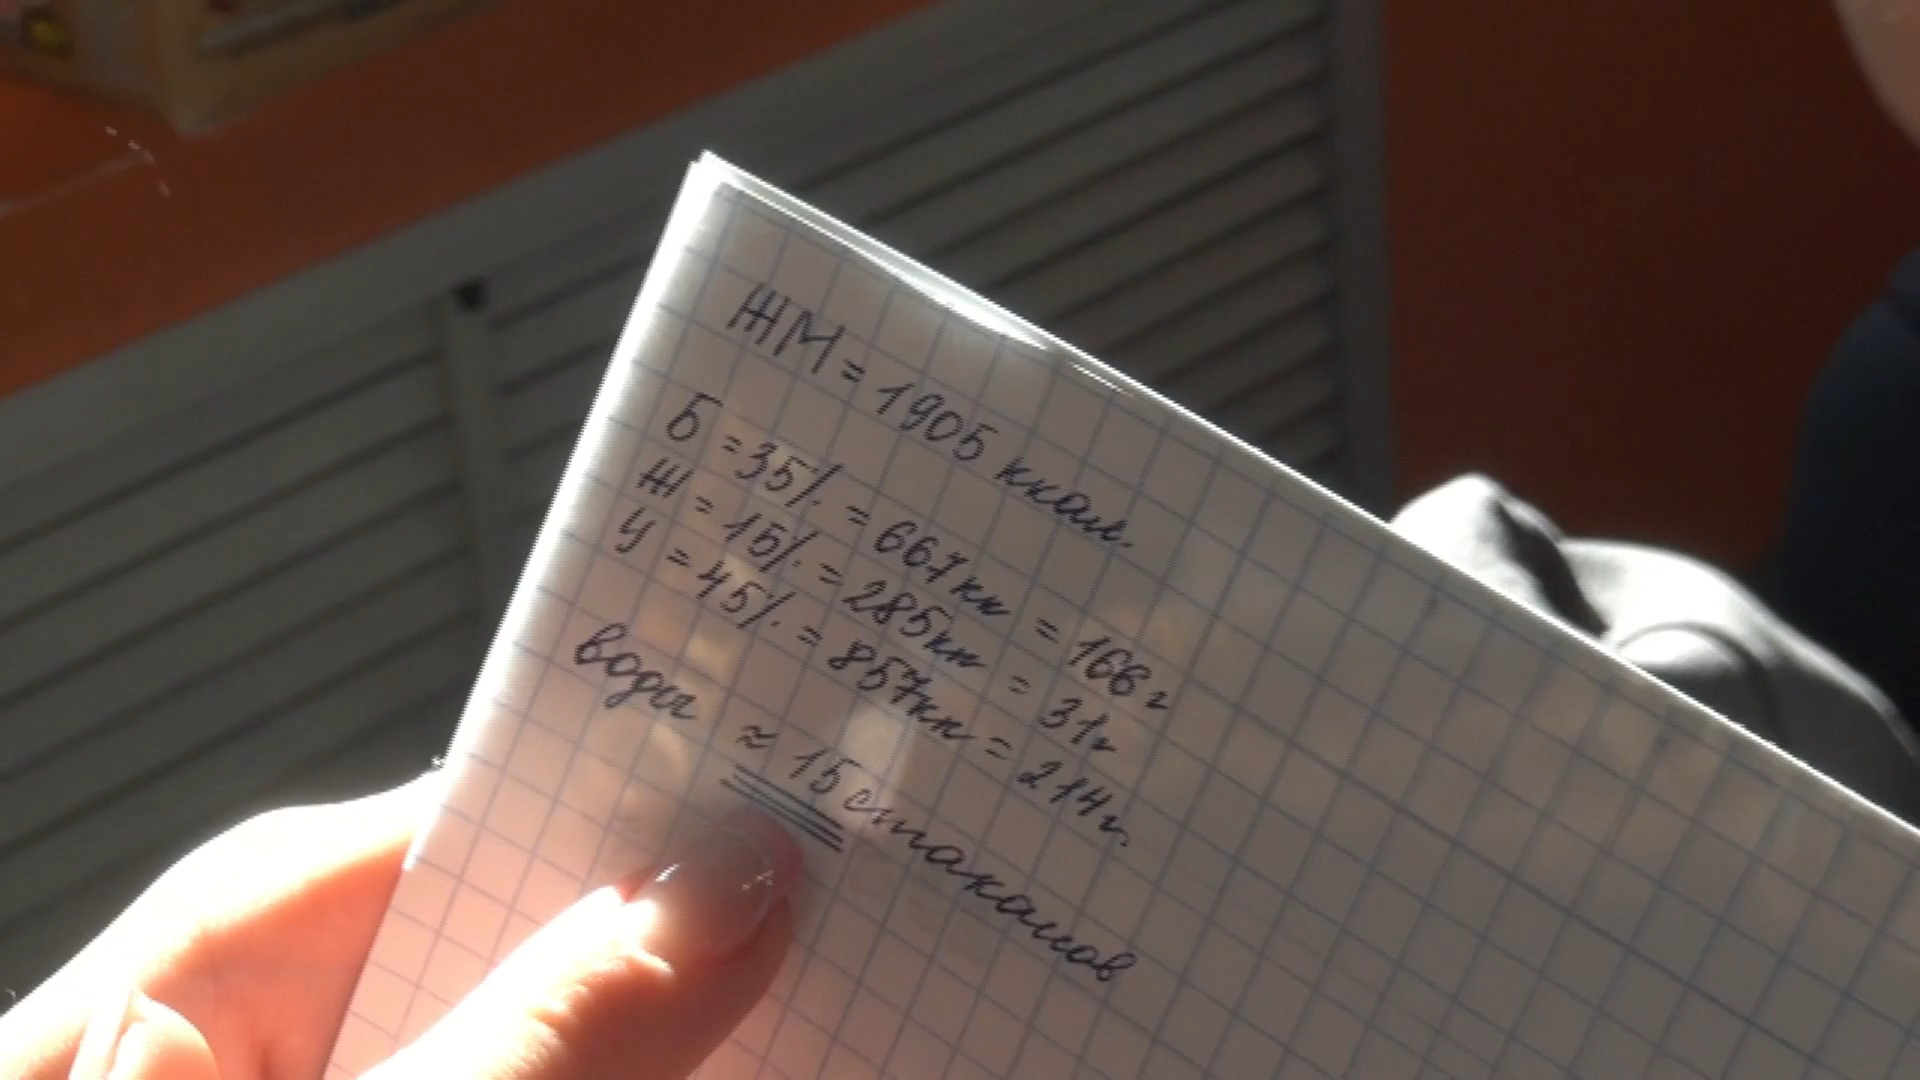 ЖМ = 1905 ккал.
Б = 35% = 667кк = 166г
Ж = 15% = 285кк = 31г
У = 45% = 857кк = 214г.
воды ≈ 15 стаканов